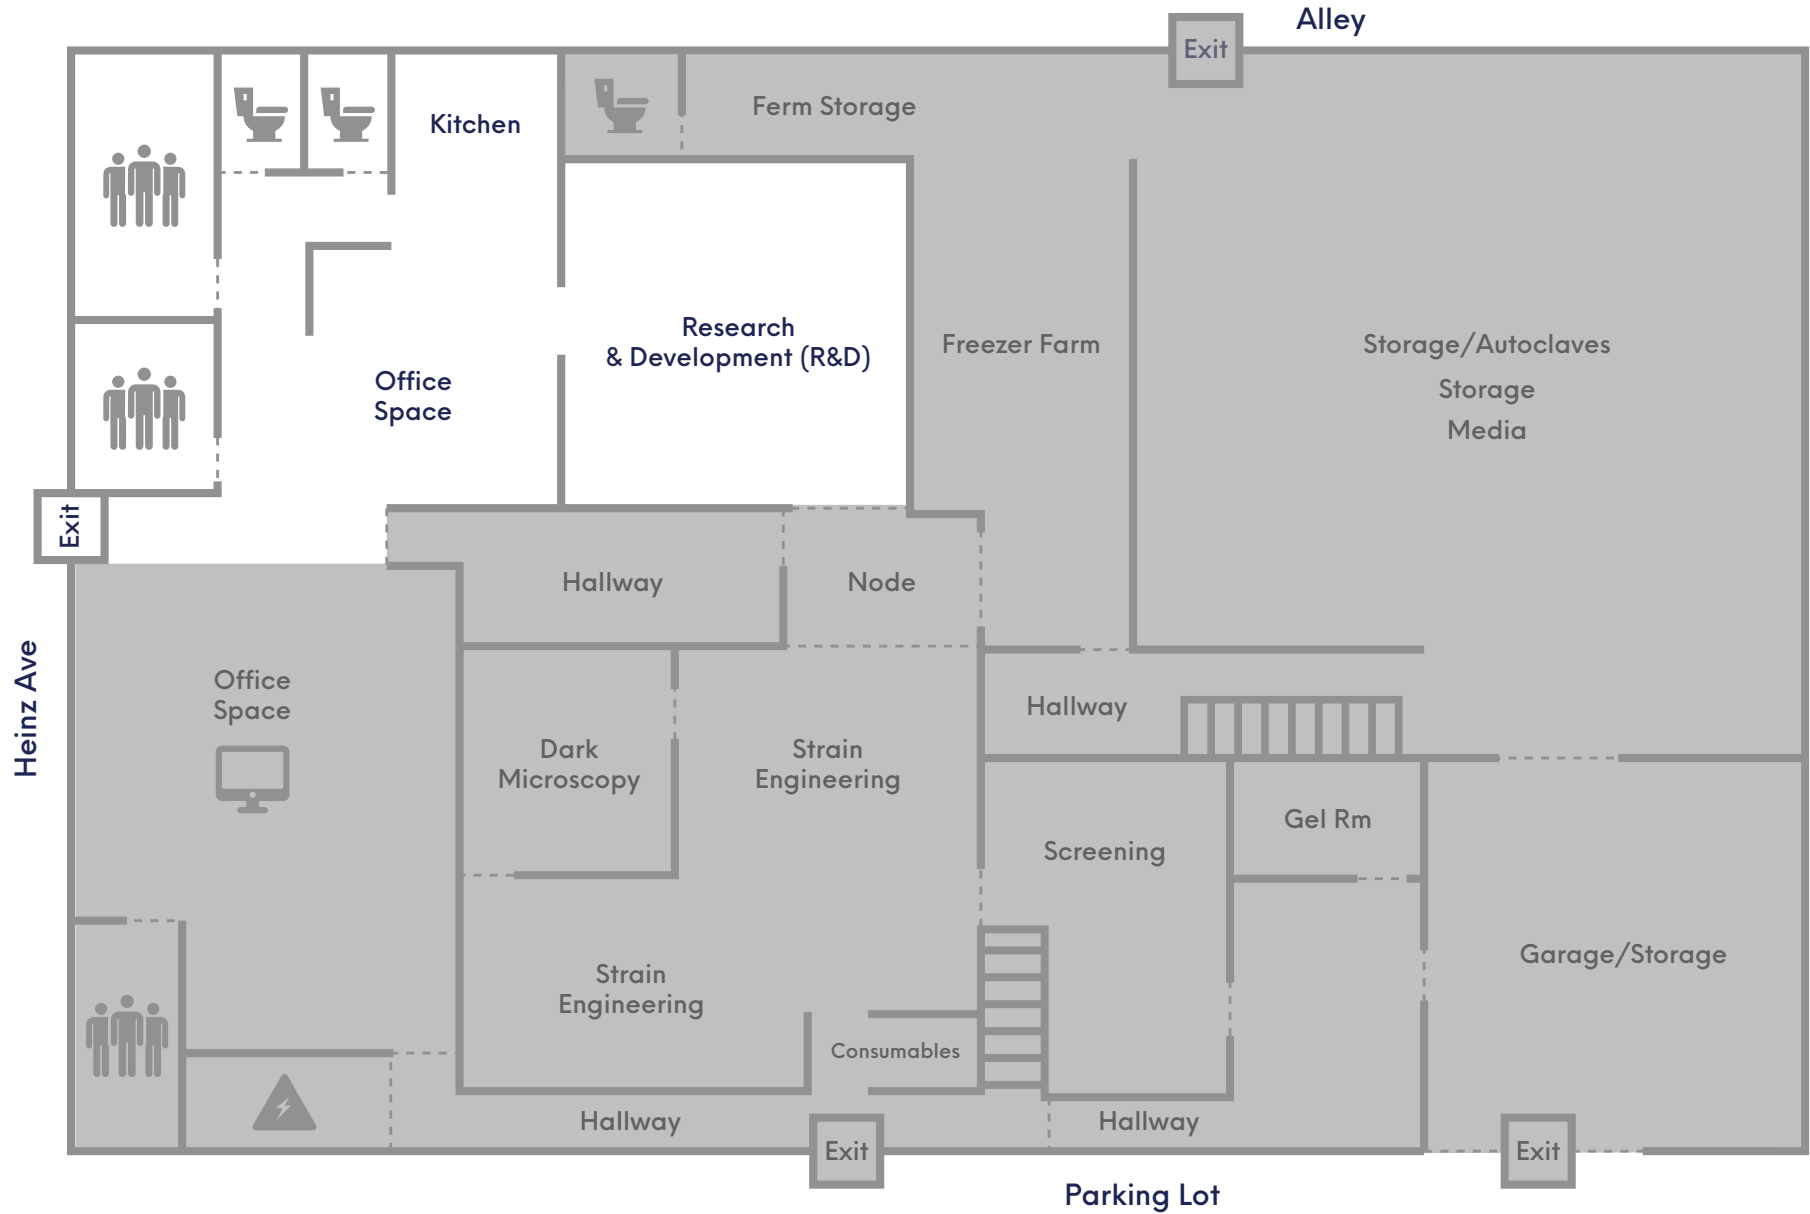 Alley
Exit
Kitchen
Ferm Storage
Research
& Development (R&D)
Freezer Farm
Storage/Autoclaves
Storage
Media
Office
Space
Exit
Hallway
Node
Heinz Ave
Office
Space
Dark
Microscopy
Strain
Engineering
Hallway
Screening
Gel Rm
Strain
Engineering
Garage/Storage
Consumables
Hallway
Exit
Hallway
Exit
Parking Lot